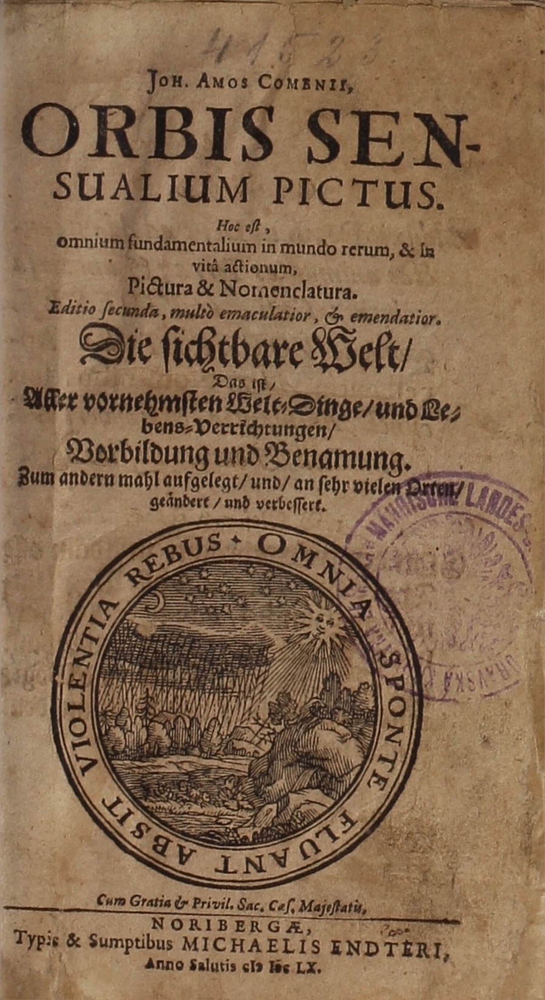 41523
JOH. AMOS COMENII,
ORBIS SEN-
SUALIUM PICTUS.
Hoc eſt,
omnium fundamentalium in mundo rerum, & in
vitâ actionum,
Pictura & Nomenclatura.
Editio ſecunda, multò emaculatior, & emendatior.
Die ſichtbare Welt/
Das iſt/
Aller vornehmſten Welt-Dinge/ und Le-
bens-Verrichtungen/
Vorbildung und Benamung.
Zum andern mahl aufgelegt/ und/ an ſehr vielen Orten/
geändert/ und verbeſſert.
OMNIA SPONTE FLUANT ABSIT VIOLENTIA REBUS
MÄHRISCHE LANDES
Cum Gratia & Privil. Sac. Cæſ. Majeſtatis.
NORIBERGÆ,
Typis & Sumptibus MICHAELIS ENDTERI,
Anno Salutis cIↃ Iↄc LX.